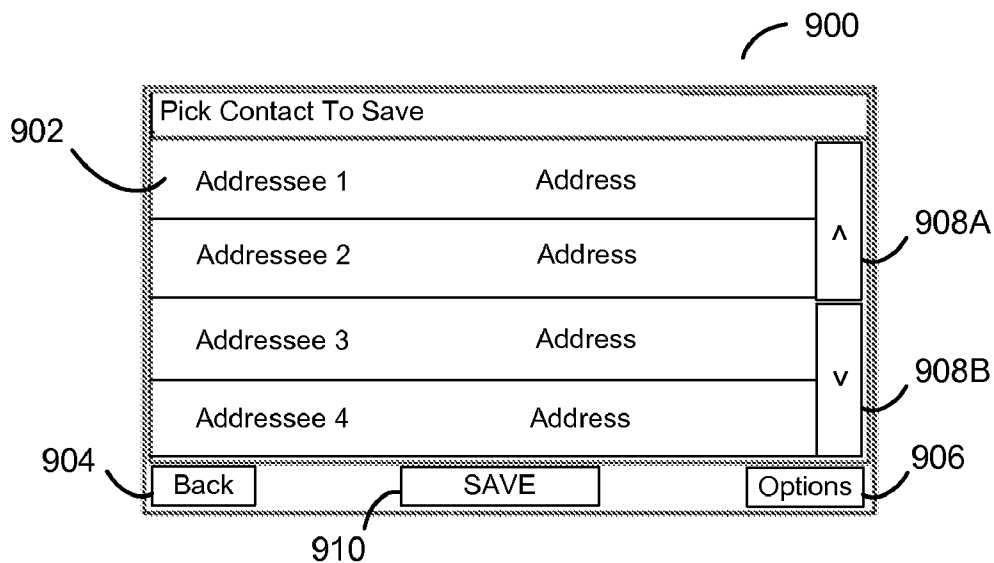 900
Pick Contact To Save
902
Addressee 1 Address
908A
Addressee 2 Address
^
Addressee 3 Address
908B
v
Addressee 4 Address
904
906
Back SAVE Options
910